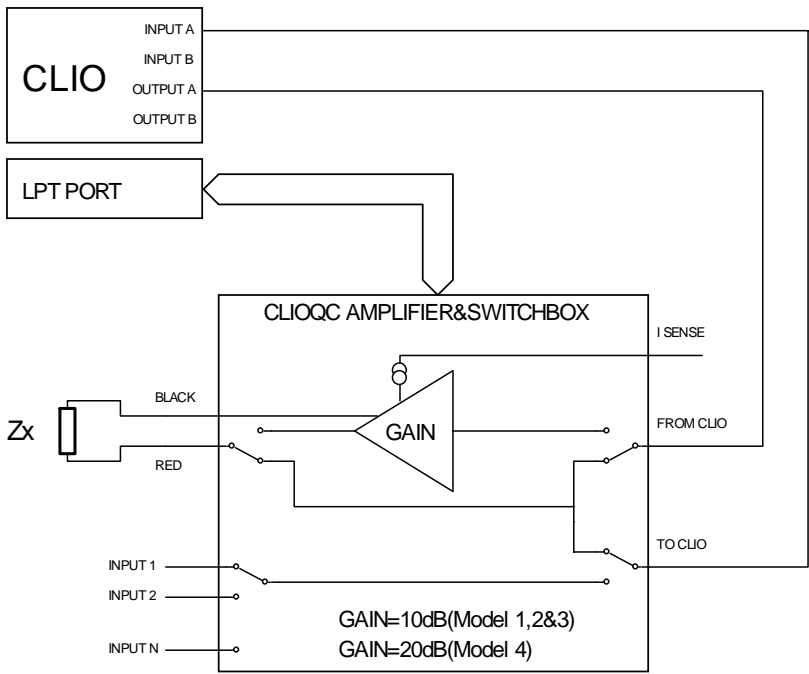 INPUT A
INPUT B
CLIO
OUTPUT A
OUTPUT B
LPT PORT
CLIOQC AMPLIFIER&SWITCHBOX
I SENSE
BLACK
FROM CLIO
GAIN
Zx
RED
TO CLIO
INPUT 1
INPUT 2
GAIN=10dB(Model 1,2&3)
INPUT N
GAIN=20dB(Model 4)